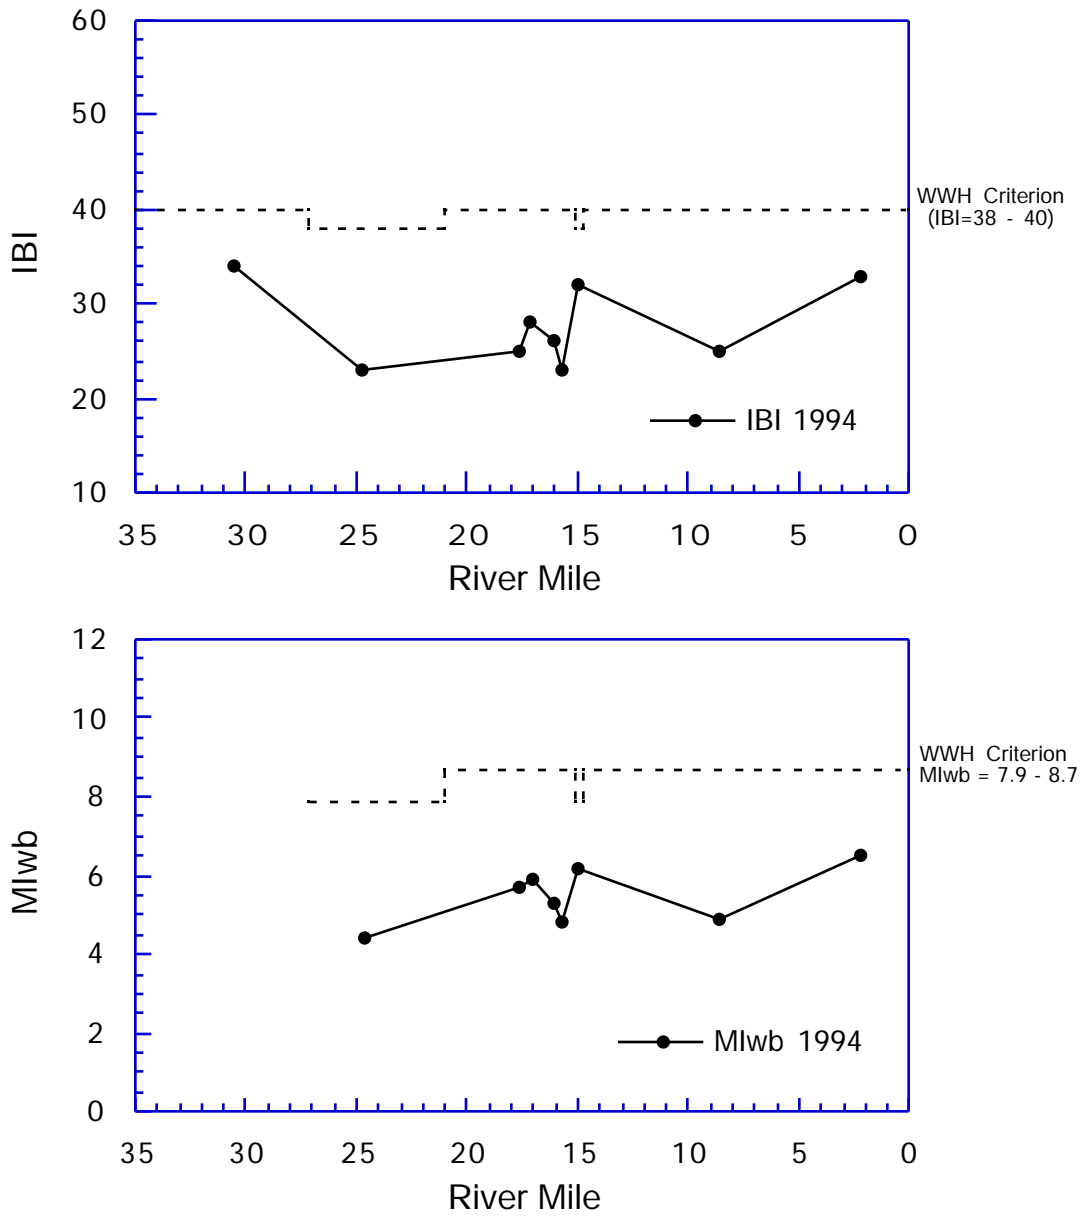 60
50
40
30
20
10
IBI
WWH Criterion
(IBI=38 - 40)
IBI 1994
35 30 25 20 15 10 5 0
River Mile
12
10
8
6
4
2
0
MIwb
WWH Criterion
MIwb = 7.9 - 8.7
MIwb 1994
35 30 25 20 15 10 5 0
River Mile